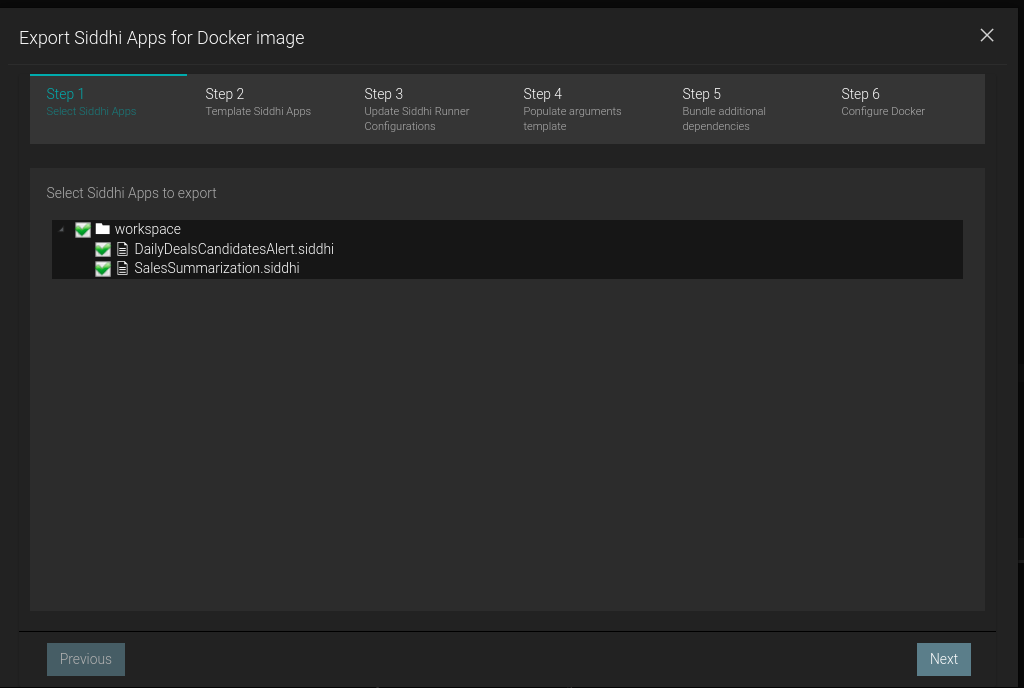 Export Siddhi Apps for Docker image
Step 1
Select Siddhi Apps
Step 2
Template Siddhi Apps
Step 3
Update Siddhi Runner
Configurations
Step 4
Populate arguments
template
Step 5
Bundle additional
dependencies
Step 6
Configure Docker
Select Siddhi Apps to export
workspace
DailyDealsCandidatesAlert.siddhi
SalesSummarization.siddhi
Previous
Next